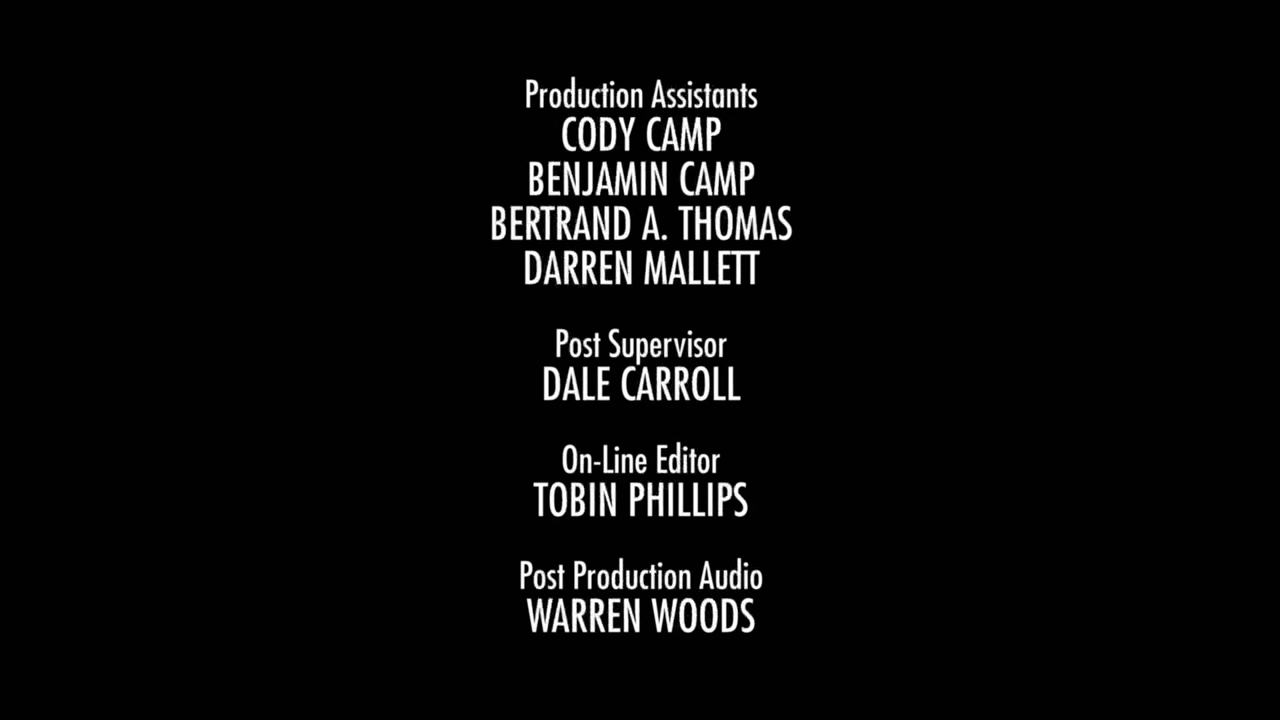 Production Assistants
CODY CAMP
BENJAMIN CAMP
BERTRAND A. THOMAS
DARREN MALLETT
Post Supervisor
DALE CARROLL
On-Line Editor
TOBIN PHILLIPS
Post Production Audio
WARREN WOODS